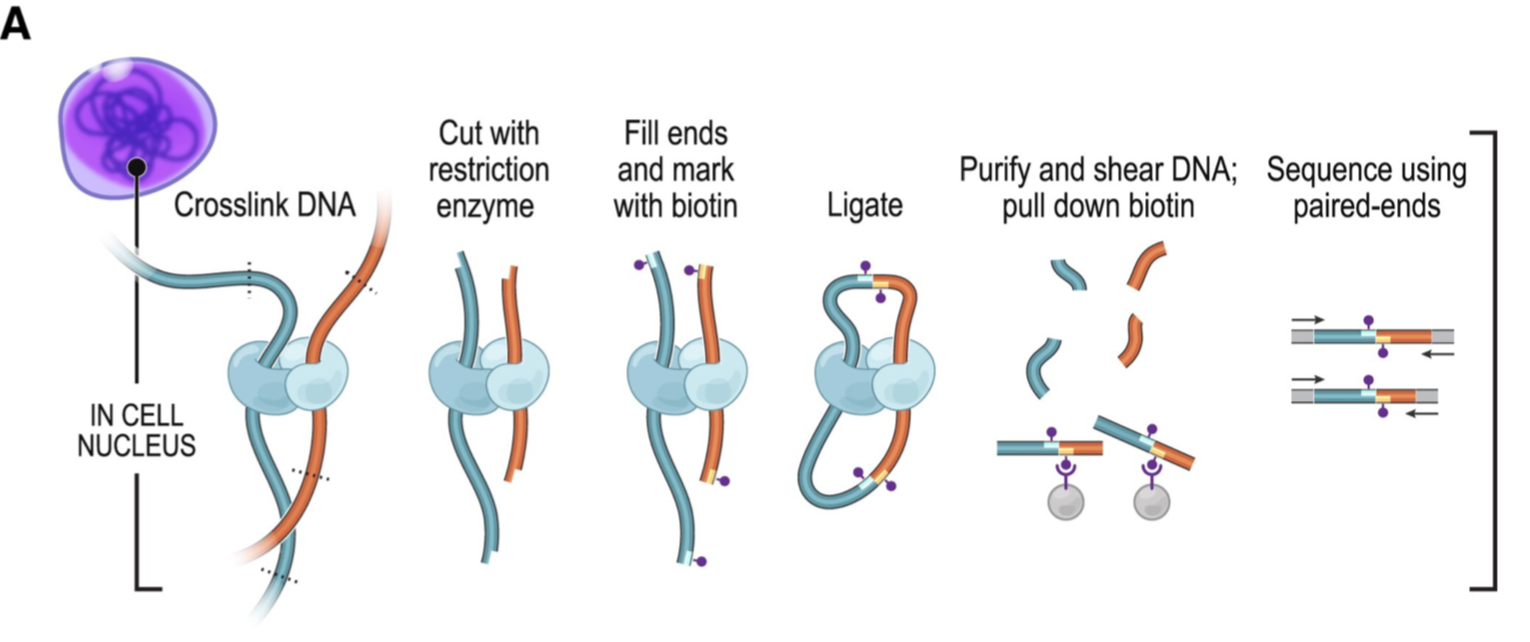 A
Crosslink DNA
IN CELL
NUCLEUS
Cut with
restriction
enzyme
Fill ends
and mark
with biotin
Ligate
Purify and shear DNA;
pull down biotin
Sequence using
paired-ends